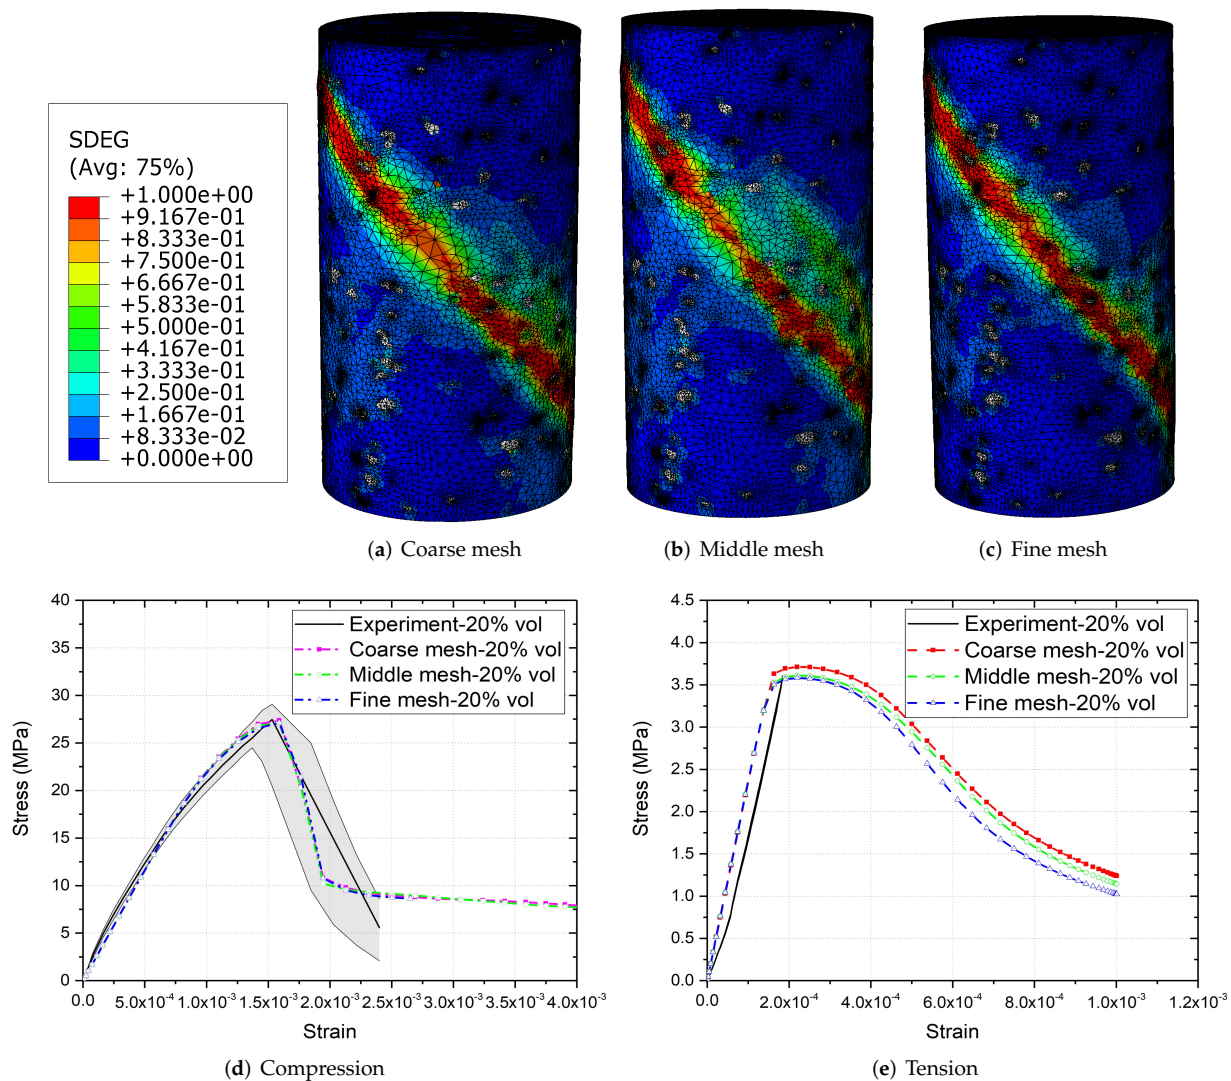 SDEG
(Avg: 75%)
+1.000e+00
+9.167e-01
+8.333e-01
+7.500e-01
+6.667e-01
+5.833e-01
+5.000e-01
+4.167e-01
+3.333e-01
+2.500e-01
+1.667e-01
+8.333e-02
+0.000e+00
(a) Coarse mesh
(b) Middle mesh
(c) Fine mesh
40
35
30
25
20
15
10
5
0
Stress (MPa)
Experiment-20% vol
Coarse mesh-20% vol
Middle mesh-20% vol
Fine mesh-20% vol
0.0 5.0x10⁻⁴ 1.0x10⁻³ 1.5x10⁻³ 2.0x10⁻³ 2.5x10⁻³ 3.0x10⁻³ 3.5x10⁻³ 4.0x10⁻³
Strain
(d) Compression
4.5
4.0
3.5
3.0
2.5
2.0
1.5
1.0
0.5
0.0
Stress (MPa)
Experiment-20% vol
Coarse mesh-20% vol
Middle mesh-20% vol
Fine mesh-20% vol
0.0 2.0x10⁻⁴ 4.0x10⁻⁴ 6.0x10⁻⁴ 8.0x10⁻⁴ 1.0x10⁻³ 1.2x10⁻³
Strain
(e) Tension